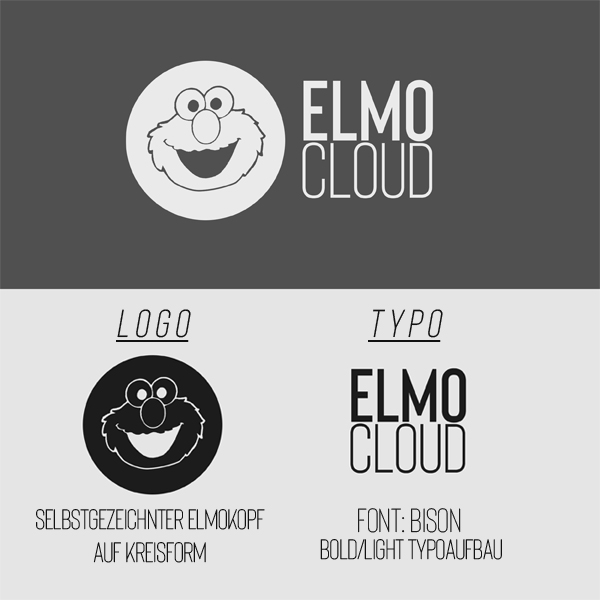 ELMO
CLOUD
LOGO
TYPO
ELMO
CLOUD
SELBSTGEZEICHNTER ELMOKOPF
AUF KREISFORM
FONT: BISON
BOLD/LIGHT TYPOAUFBAU